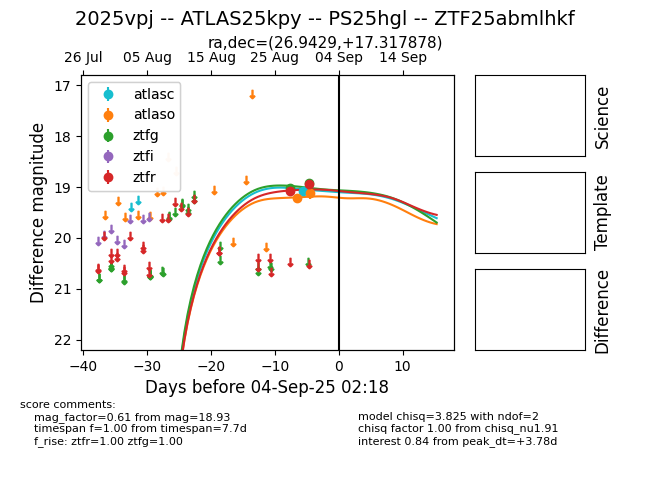 2025vpj -- ATLAS25kpy -- PS25hgl -- ZTF25abmlhkf
ra,dec=(26.9429,+17.317878)
26 Jul 05 Aug 15 Aug 25 Aug 04 Sep 14 Sep
17
18
19
20
21
22
Difference magnitude
atlasc
atlaso
ztfg
ztfi
ztfr
−40 −30 −20 −10 0 10
Days before 04-Sep-25 02:18
Science
Template
Difference
score comments:
mag_factor=0.61 from mag=18.93
timespan f=1.00 from timespan=7.7d
f_rise: ztfr=1.00 ztfg=1.00
model chisq=3.825 with ndof=2
chisq factor 1.00 from chisq_nu1.91
interest 0.84 from peak_dt=+3.78d